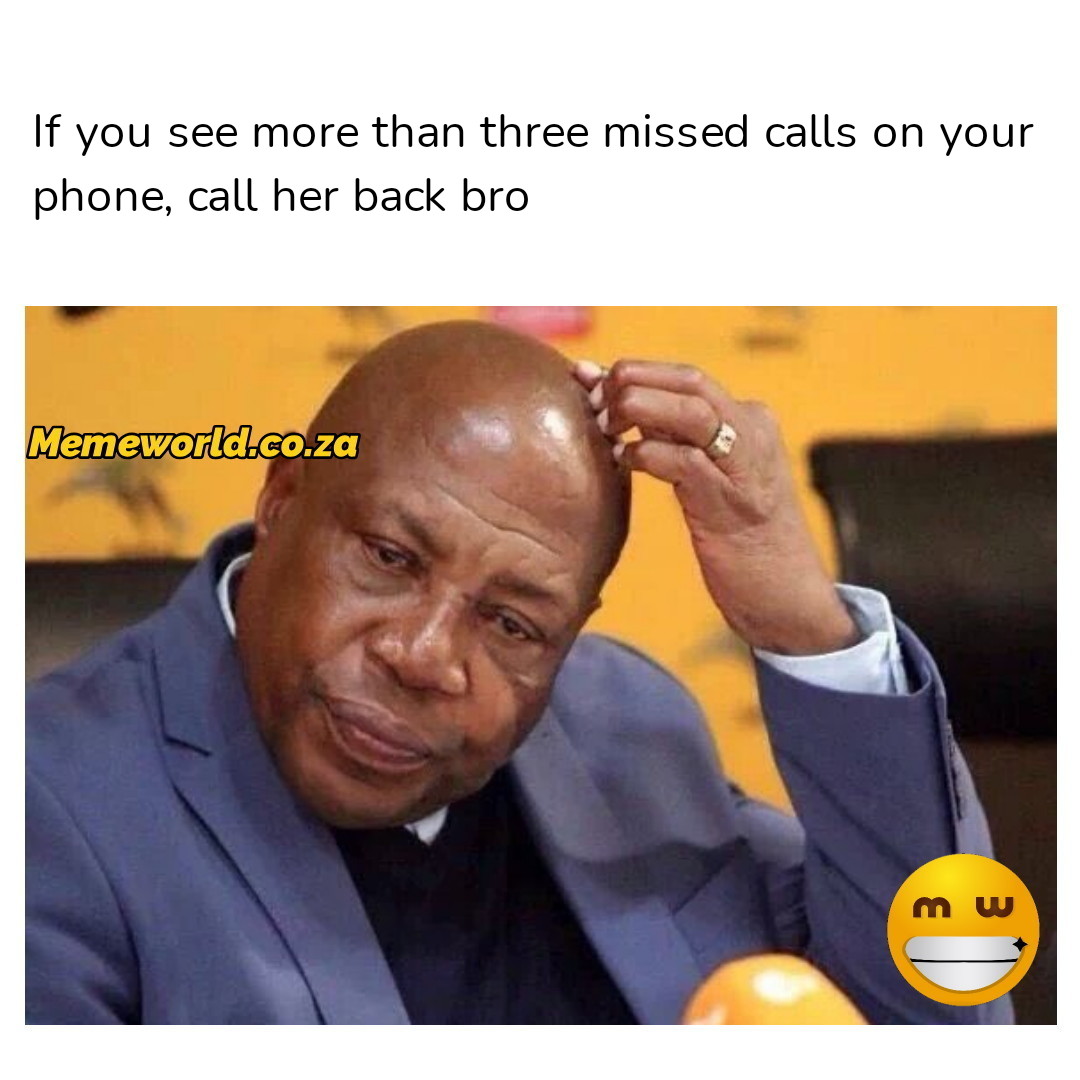 If you see more than three missed calls on your
phone, call her back bro
Memeworld.co.za
m w